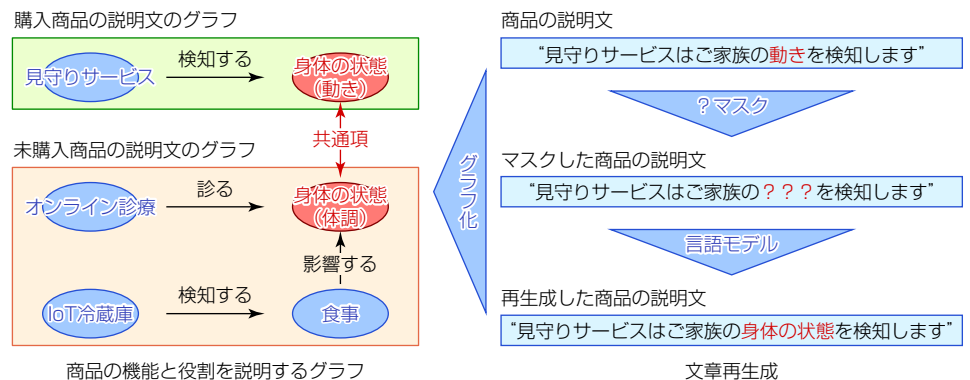 購入商品の説明文のグラフ
見守りサービス
検知する
身体の状態
(動き)
共通項
未購入商品の説明文のグラフ
オンライン診療
診る
身体の状態
(体調)
影響する
IoT冷蔵庫
検知する
食事
商品の機能と役割を説明するグラフ
グラフ化
商品の説明文
“見守りサービスはご家族の動きを検知します”
?マスク
マスクした商品の説明文
“見守りサービスはご家族の???を検知します”
言語モデル
再生成した商品の説明文
“見守りサービスはご家族の身体の状態を検知します”
文章再生成